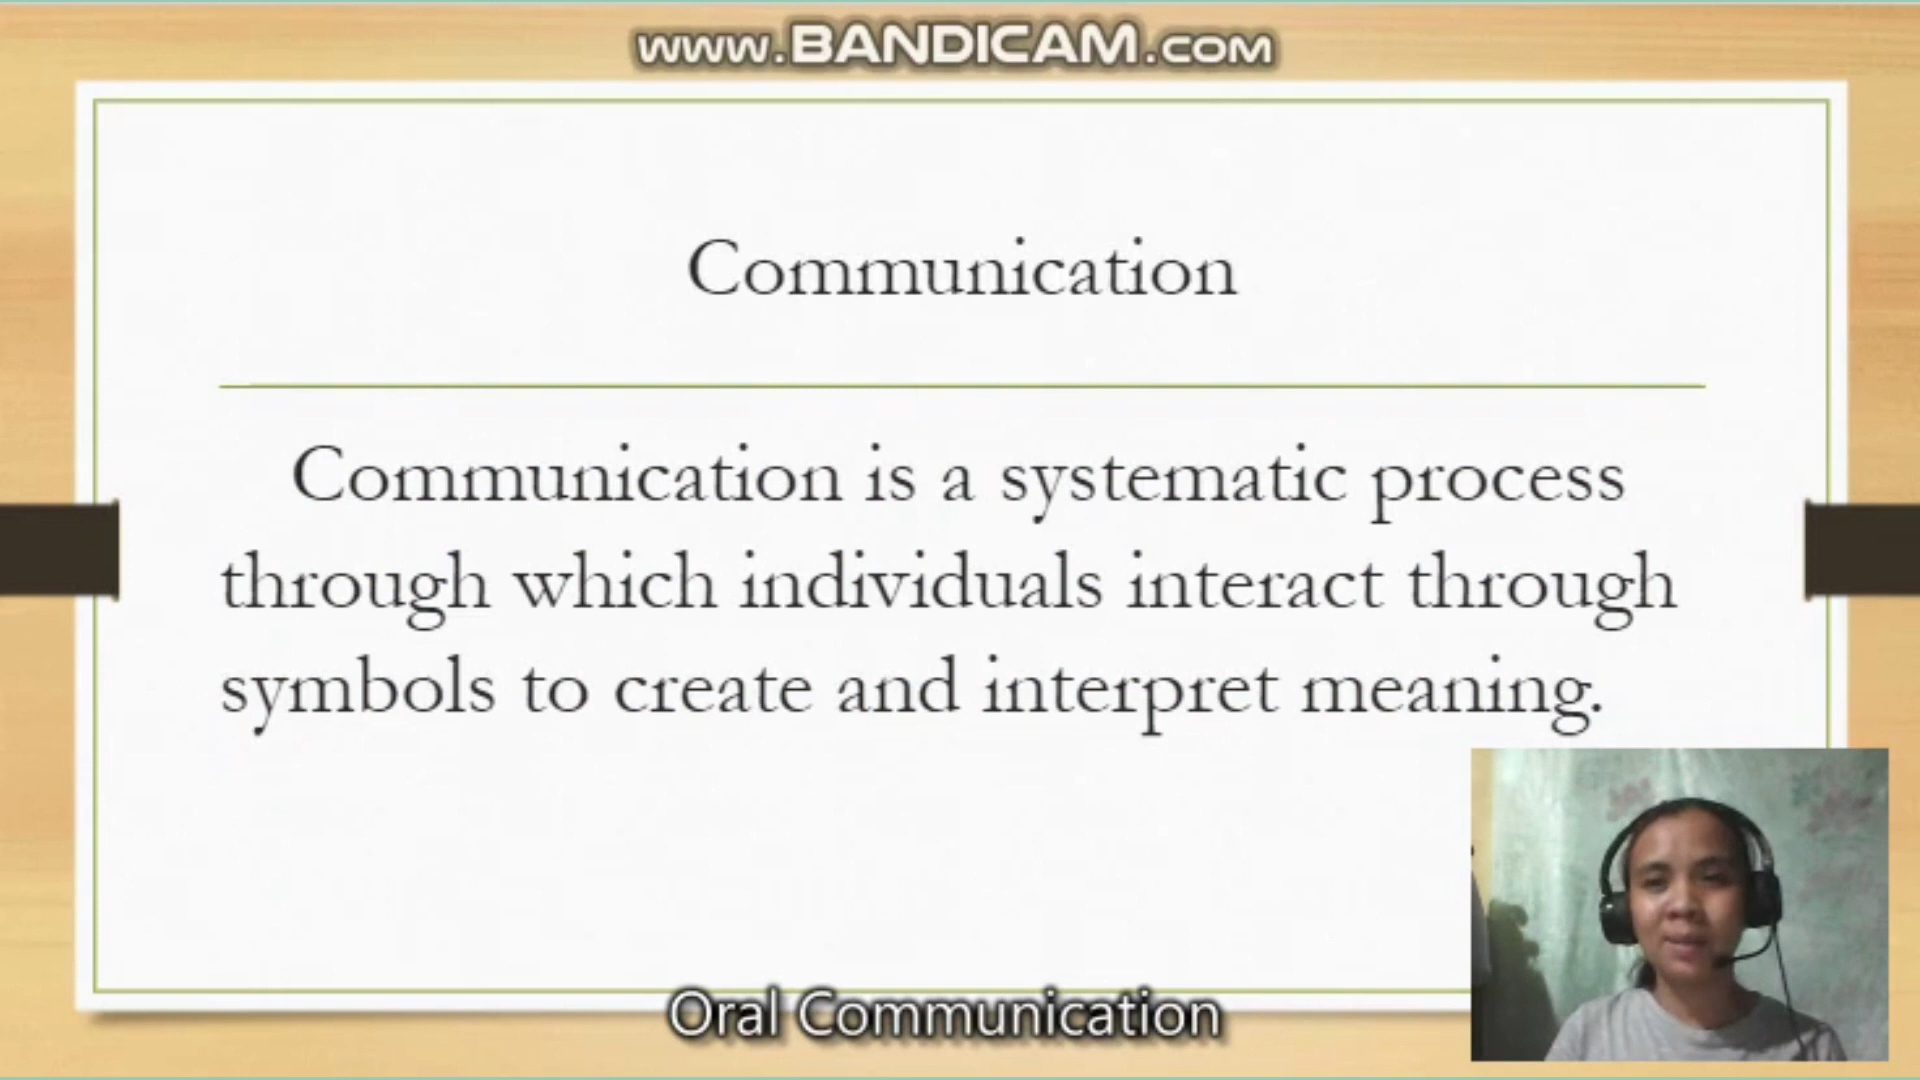 www.BANDICAM.com
Communication
Communication is a systematic process
through which individuals interact through
symbols to create and interpret meaning.
Oral Communication